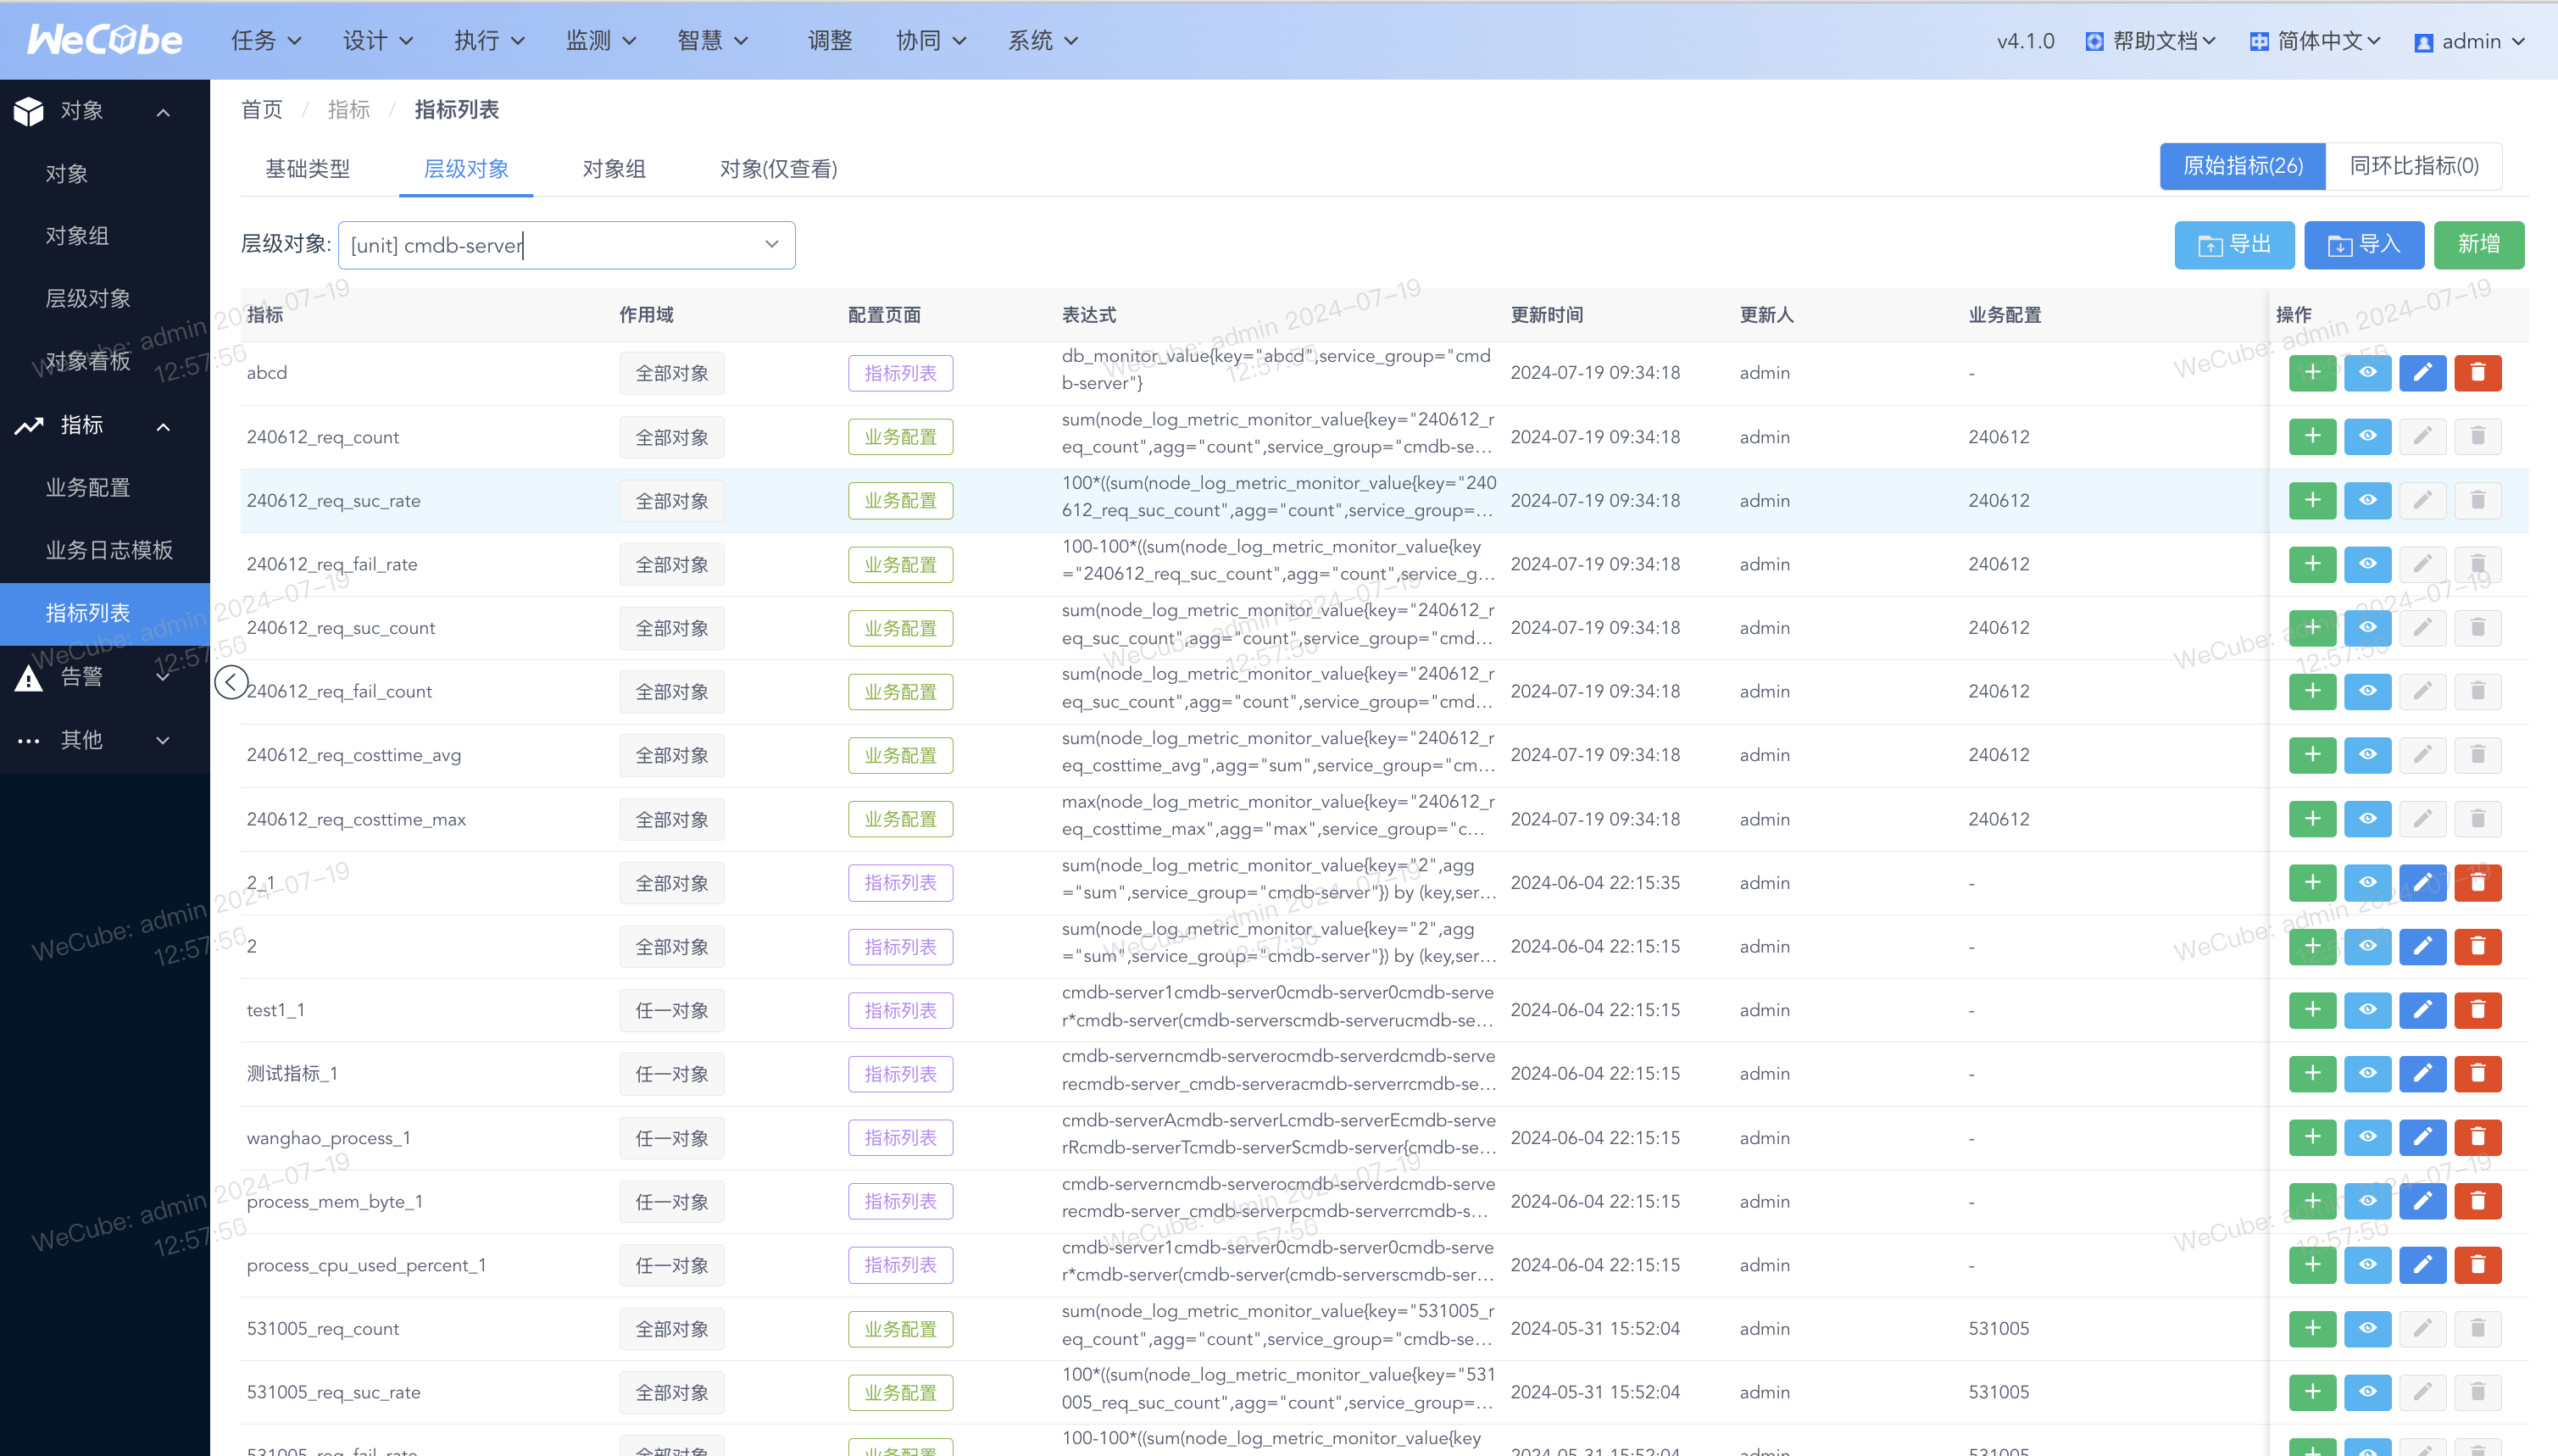 WeCube 任务 设计 执行 监测 智慧 调整 协同 系统 v4.1.0 帮助文档 简体中文 admin
对象
对象
对象组
层级对象
对象看板
指标
业务配置
业务日志模板
指标列表
告警
其他
首页 / 指标 / 指标列表
基础类型 层级对象 对象组 对象(仅查看) 原始指标(26) 同环比指标(0)
层级对象: [unit] cmdb-server 导出 导入 新增
指标 作用域 配置页面 表达式 更新时间 更新人 业务配置 操作
abcd 全部对象 指标列表 db_monitor_value{key="abcd",service_group="cmd
b-server"} 2024-07-19 09:34:18 admin -
240612_req_count 全部对象 业务配置 sum(node_log_metric_monitor_value{key="240612_r
eq_count",agg="count",service_group="cmdb-se... 2024-07-19 09:34:18 admin 240612
240612_req_suc_rate 全部对象 业务配置 100*((sum(node_log_metric_monitor_value{key="240
612_req_suc_count",agg="count",service_group=... 2024-07-19 09:34:18 admin 240612
240612_req_fail_rate 全部对象 业务配置 100-100*((sum(node_log_metric_monitor_value{key
="240612_req_suc_count",agg="count",service_g... 2024-07-19 09:34:18 admin 240612
240612_req_suc_count 全部对象 业务配置 sum(node_log_metric_monitor_value{key="240612_r
eq_suc_count",agg="count",service_group="cmd... 2024-07-19 09:34:18 admin 240612
240612_req_fail_count 全部对象 业务配置 sum(node_log_metric_monitor_value{key="240612_r
eq_suc_count",agg="count",service_group="cmd... 2024-07-19 09:34:18 admin 240612
240612_req_costtime_avg 全部对象 业务配置 sum(node_log_metric_monitor_value{key="240612_r
eq_costtime_avg",agg="sum",service_group="cm... 2024-07-19 09:34:18 admin 240612
240612_req_costtime_max 全部对象 业务配置 max(node_log_metric_monitor_value{key="240612_r
eq_costtime_max",agg="max",service_group="c... 2024-07-19 09:34:18 admin 240612
2_1 全部对象 指标列表 sum(node_log_metric_monitor_value{key="2",agg
="sum",service_group="cmdb-server"}) by (key,ser... 2024-06-04 22:15:35 admin -
2 全部对象 指标列表 sum(node_log_metric_monitor_value{key="2",agg
="sum",service_group="cmdb-server"}) by (key,ser... 2024-06-04 22:15:15 admin -
test1_1 任一对象 指标列表 cmdb-server1cmdb-server0cmdb-server0cmdb-serve
r*cmdb-server(cmdb-serverscmdb-serverucmdb-se... 2024-06-04 22:15:15 admin -
测试指标_1 任一对象 指标列表 cmdb-serverncmdb-serverocmdb-serverdcmdb-serve
recmdb-server_cmdb-serveracmdb-serverrcmdb-se... 2024-06-04 22:15:15 admin -
wanghao_process_1 任一对象 指标列表 cmdb-serverAcmdb-serverLcmdb-serverEcmdb-serve
rRcmdb-serverTcmdb-serverScmdb-server{cmdb-se... 2024-06-04 22:15:15 admin -
process_mem_byte_1 任一对象 指标列表 cmdb-serverncmdb-serverocmdb-serverdcmdb-serve
recmdb-server_cmdb-serverpcmdb-serverrcmdb-s... 2024-06-04 22:15:15 admin -
process_cpu_used_percent_1 任一对象 指标列表 cmdb-server1cmdb-server0cmdb-server0cmdb-serve
r*cmdb-server(cmdb-server(cmdb-serverscmdb-ser... 2024-06-04 22:15:15 admin -
531005_req_count 全部对象 业务配置 sum(node_log_metric_monitor_value{key="531005_r
eq_count",agg="count",service_group="cmdb-se... 2024-05-31 15:52:04 admin 531005
531005_req_suc_rate 全部对象 业务配置 100*((sum(node_log_metric_monitor_value{key="531
005_req_suc_count",agg="count",service_group=... 2024-05-31 15:52:04 admin 531005
531005_req_fail_rate 全部对象 业务配置 100-100*((sum(node_log_metric_monitor_value{key
2024-05-31 15:52:04 admin 531005
WeCube: admin 2024-07-19
12:57:56